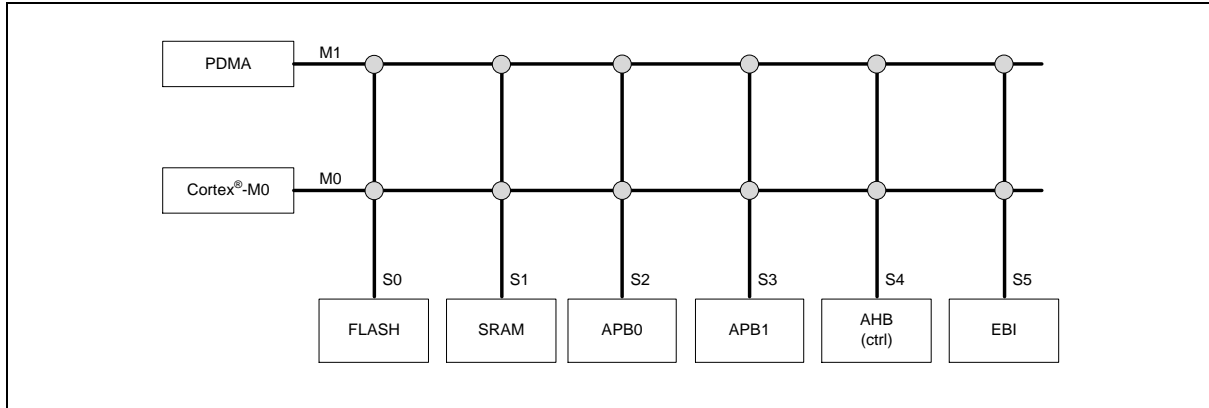 PDMA
M1
Cortex®-M0
M0
S0
S1
S2
S3
S4
S5
FLASH
SRAM
APB0
APB1
AHB
(ctrl)
EBI